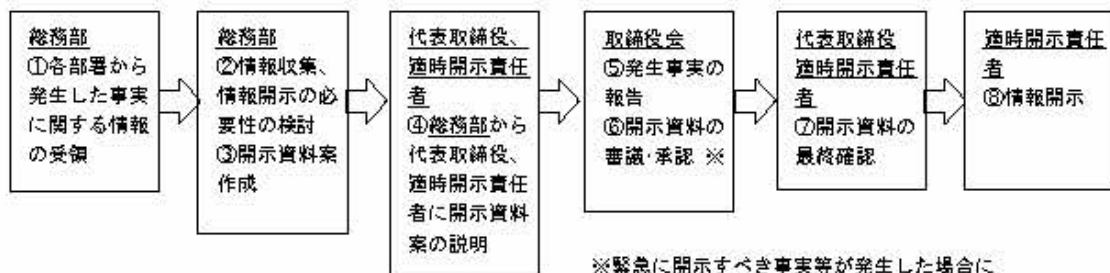 総務部
①各部署から
発生した事実
に関する情報
の受領
総務部
②情報収集、
情報開示の必
要性の検討
③開示資料案
作成
代表取締役、
適時開示責任
者
④総務部から
代表取締役、
適時開示責任
者に開示資料
案の説明
取締役会
⑤発生事実の
報告
⑥開示資料の
審議・承認 ※
代表取締役
適時開示責任
者
⑦開示資料の
最終確認
適時開示責任
者
⑧情報開示
※緊急に開示すべき事実等が発生した場合に